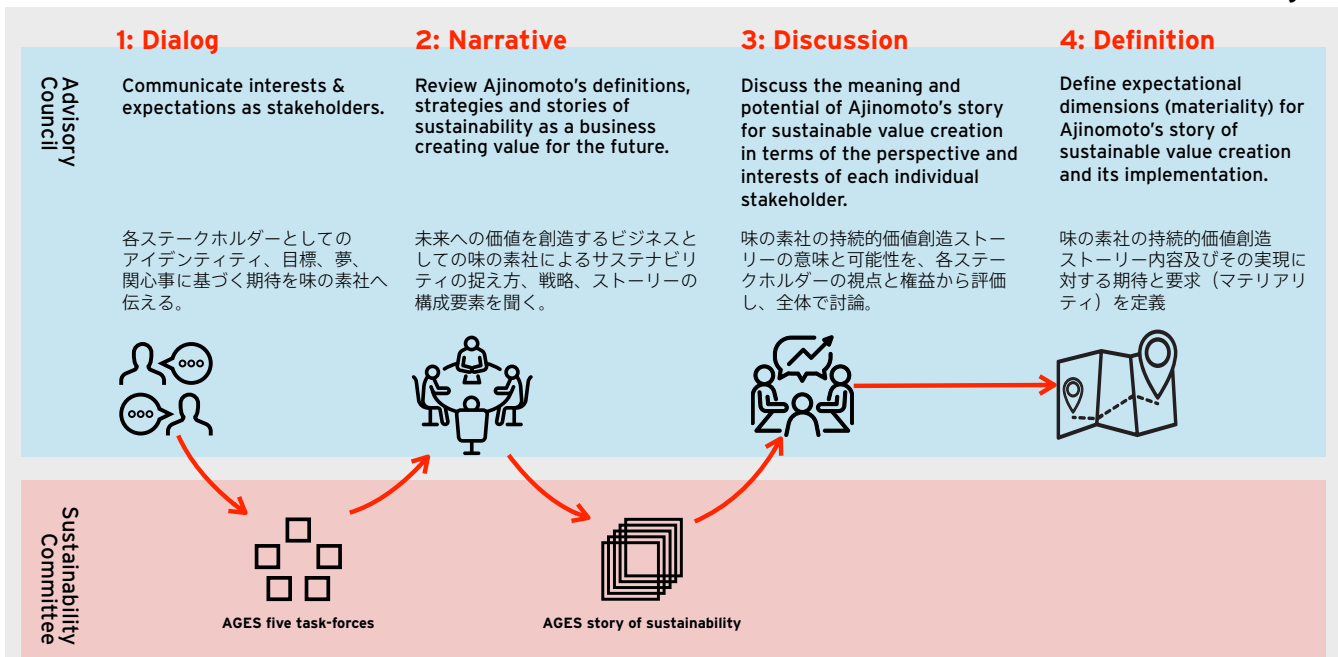 1: Dialog
Communicate interests &
expectations as stakeholders.
各ステークホルダーとしての
アイデンティティ、目標、夢、
関心事に基づく期待を味の素社へ
伝える。
2: Narrative
Review Ajinomoto’s definitions,
strategies and stories of
sustainability as a business
creating value for the future.
未来への価値を創造するビジネスと
しての味の素社によるサステナビリ
ティの捉え方、戦略、ストーリーの
構成要素を聞く。
3: Discussion
Discuss the meaning and
potential of Ajinomoto’s story
for sustainable value creation
in terms of the perspective and
interests of each individual
stakeholder.
味の素社の持続的価値創造ストー
リーの意味と可能性を、各ステー
クホルダーの視点と権益から評価
し、全体で討論。
4: Definition
Define expectational
dimensions (materiality) for
Ajinomoto’s story of
sustainable value creation
and its implementation.
味の素社の持続的価値創造
ストーリー内容及びその実現に
対する期待と要求（マテリアリ
ティ）を定義
Advisory
Council
Sustainability
Committee
AGES five task-forces
AGES story of sustainability